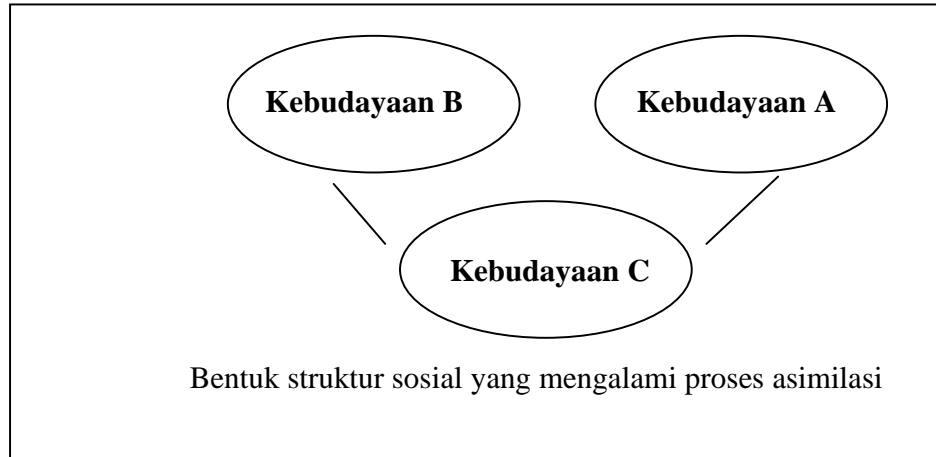 Kebudayaan B
Kebudayaan A
Kebudayaan C
Bentuk struktur sosial yang mengalami proses asimilasi